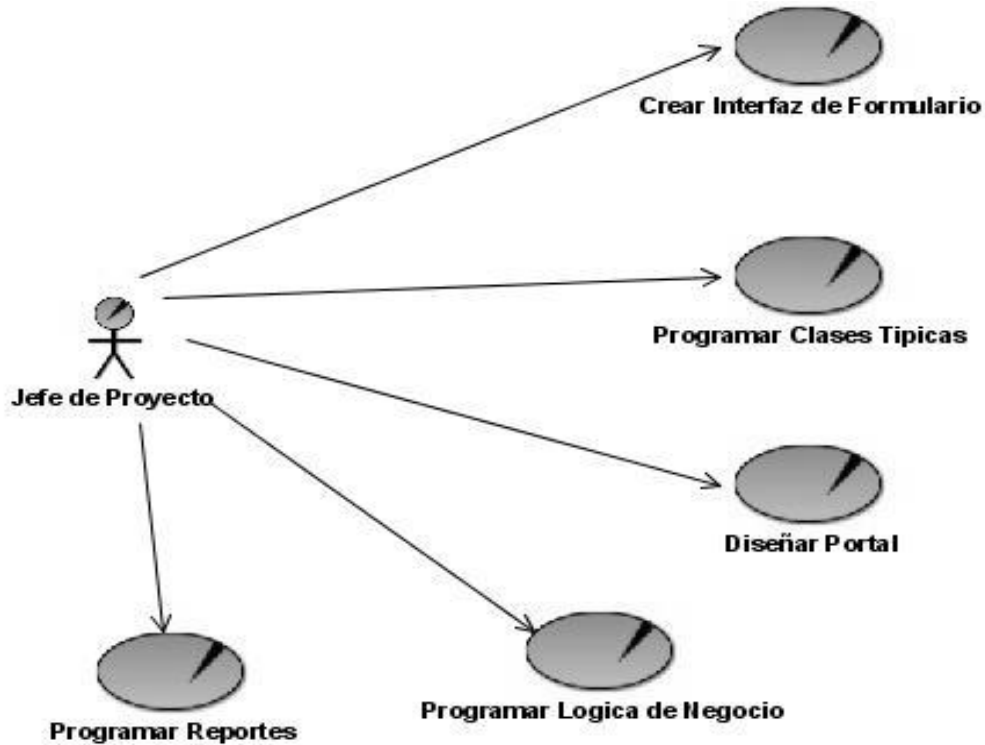 Crear Interfaz de Formulario
Programar Clases Tipicas
Jefe de Proyecto
Diseñar Portal
Programar Logica de Negocio
Programar Reportes